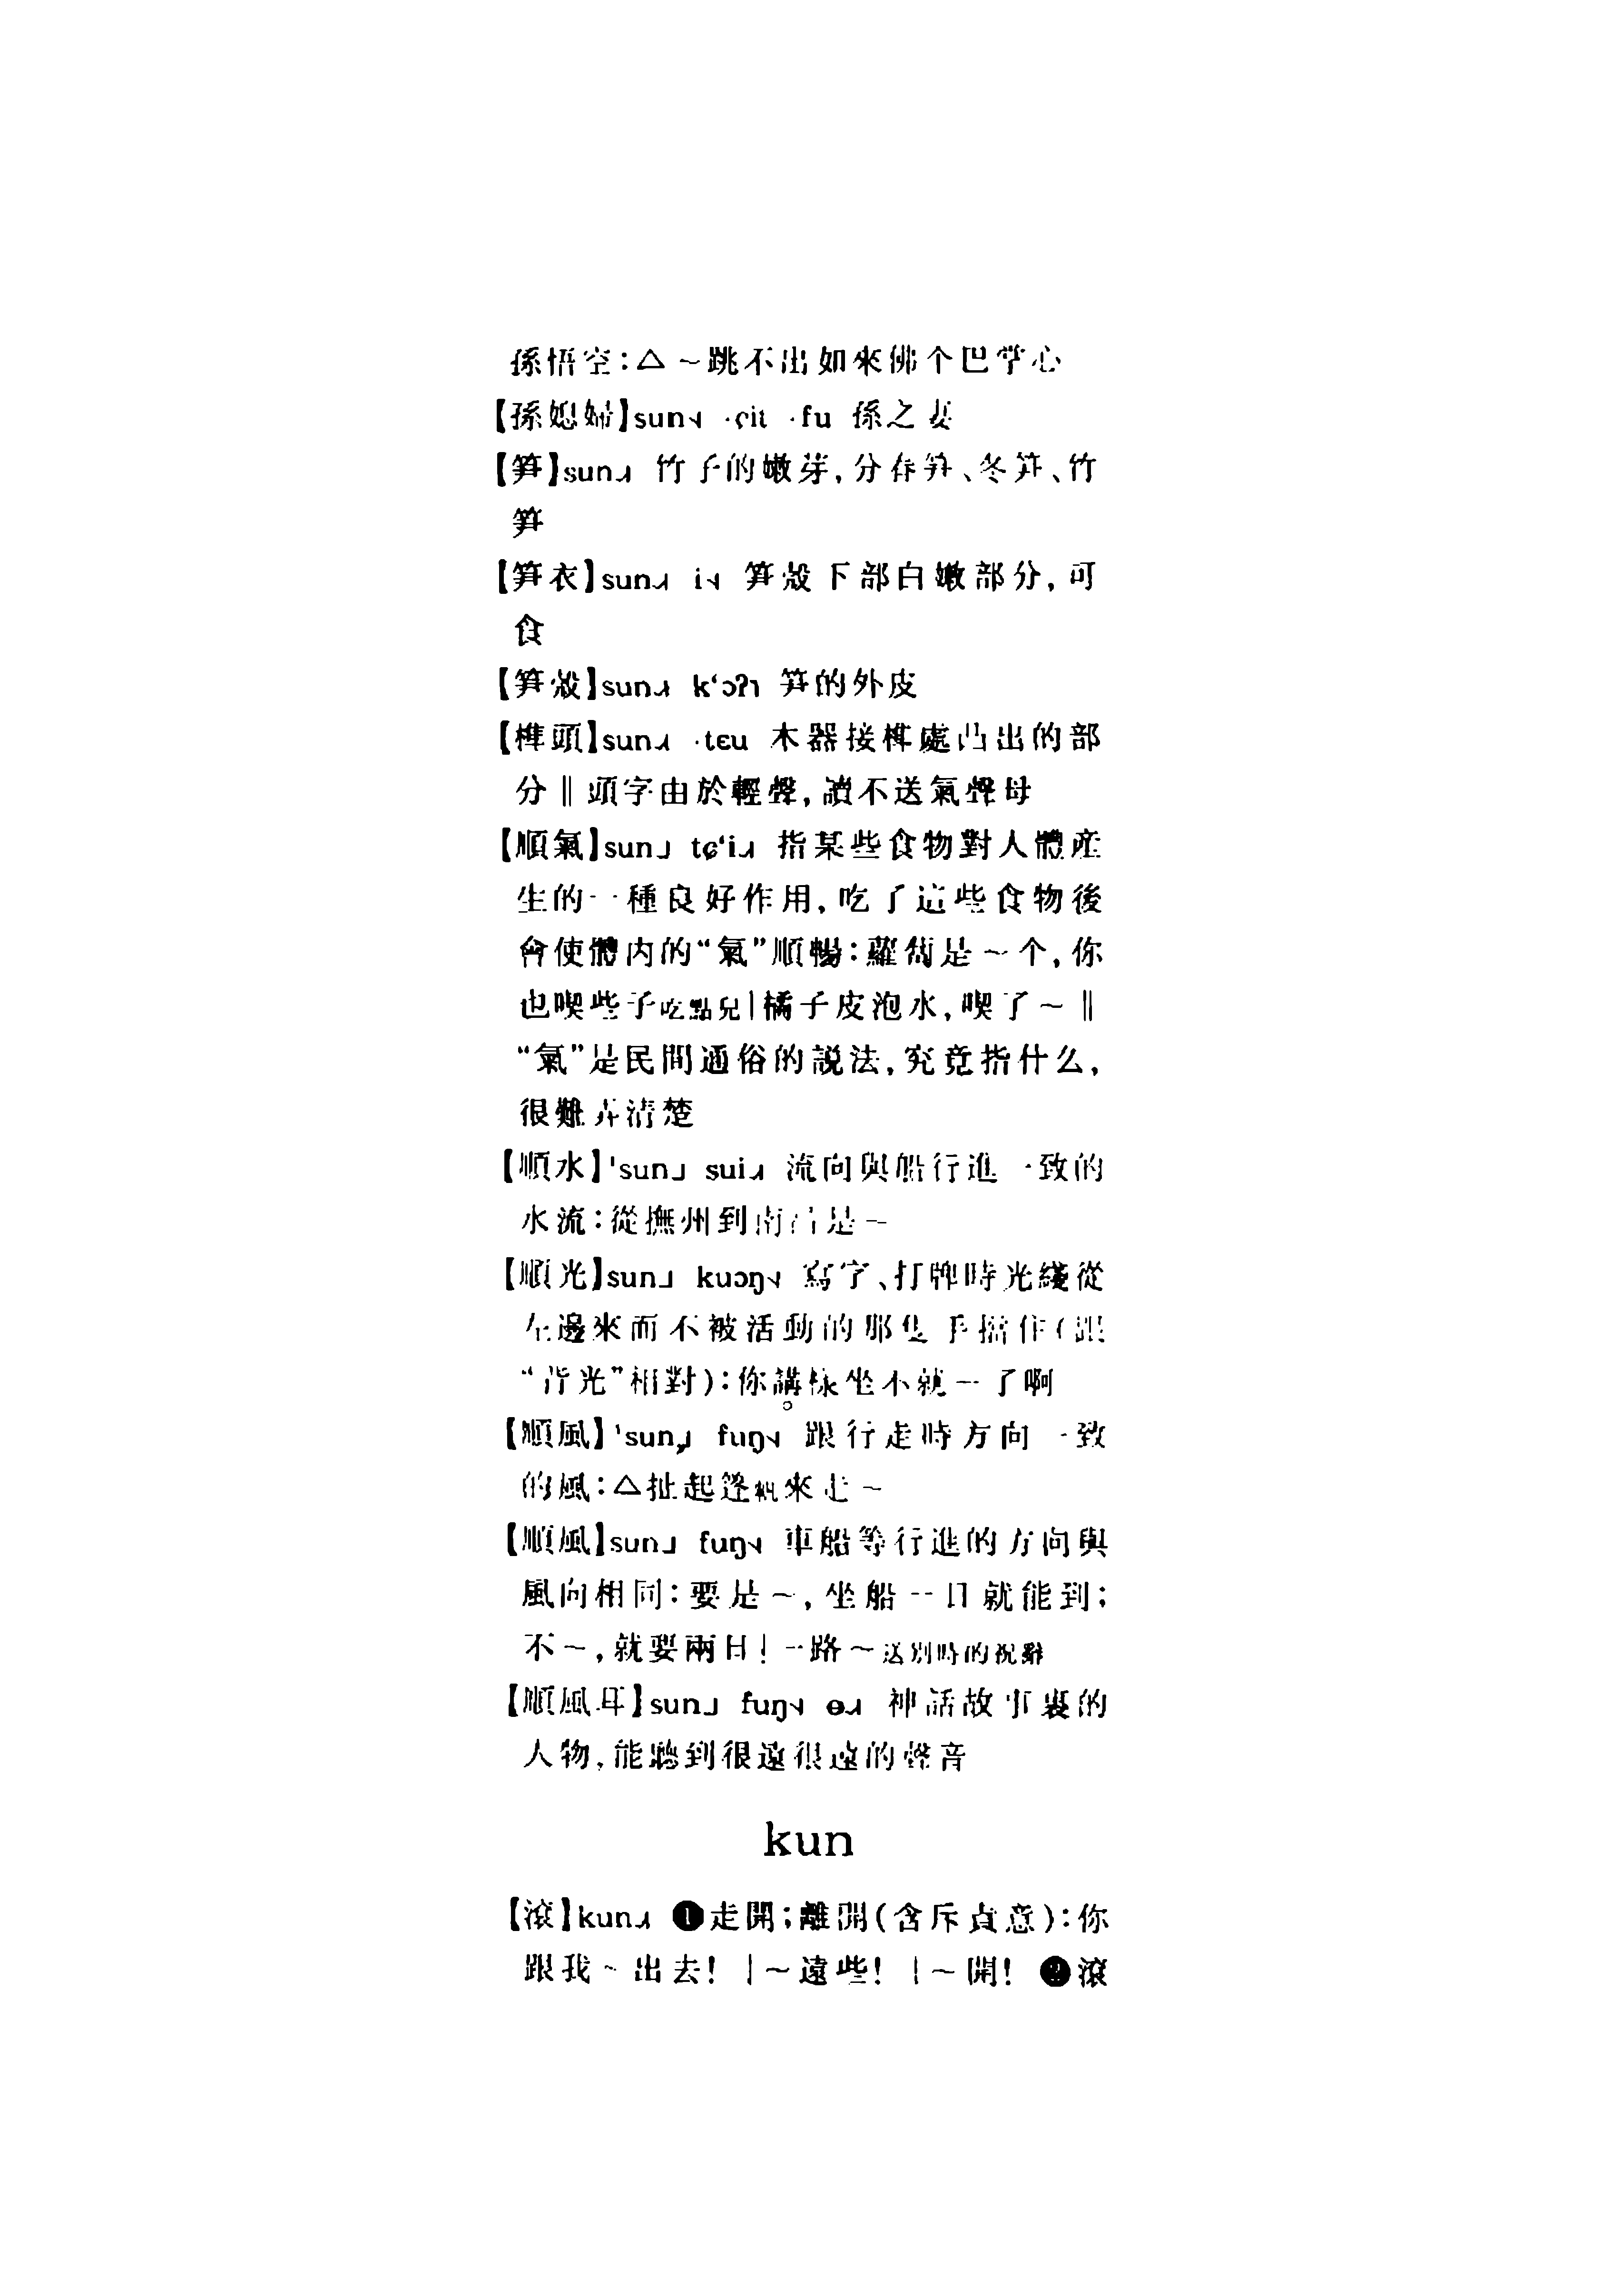 孫悟空:△～跳不出如來佛个巴掌心
【孫媳婦】sun˧ ·ɕit ·fu 孫之妻
【筍】sun˨ 竹子的嫩芽,分春筍、冬筍、竹
筍
【筍衣】sun˨ i˧ 筍殼下部白嫩部分,可
食
【筍殼】sun˨ k‘ɔʔ˥ 筍的外皮
【榫頭】sun˨ ·tɛu 木器接榫處凸出的部
分‖頭字由於輕聲,讀不送氣聲母
【順氣】sun˩ tɕ‘i˨ 指某些食物對人體産
生的一種良好作用,吃了這些食物後
會使體内的“氣”順暢:蘿蔔是～个,你
也喫些子吃點兒|橘子皮泡水,喫了～‖
“氣”是民間通俗的説法,究竟指什么,
很難弄清楚
【順水】'sun˩ sui˨ 流向與船行進一致的
水流:從撫州到南昌是～
【順光】sun˩ kuɔŋ˧ 寫字、打牌時光綫從
左邊來而不被活動的那隻手擋住(跟
“背光”相對):你講樣坐不就～了啊
【順風】'sun˩ fuŋ˧ 跟行走時方向一致
的風:△扯起篷帆來走～
【順風】sun˩ fuŋ˧ 車船等行進的方向與
風向相同:要是～,坐船一日就能到;
不～,就要兩日|一路～送别時的祝辭
【順風耳】sun˩ fuŋ˧ ɵ˨ 神話故事裏的
人物,能聽到很遠很遠的聲音
kun
【滚】kun˨ ❶走開;離開(含斥責意):你
跟我～出去!|～遠些!|～開! ❷滚